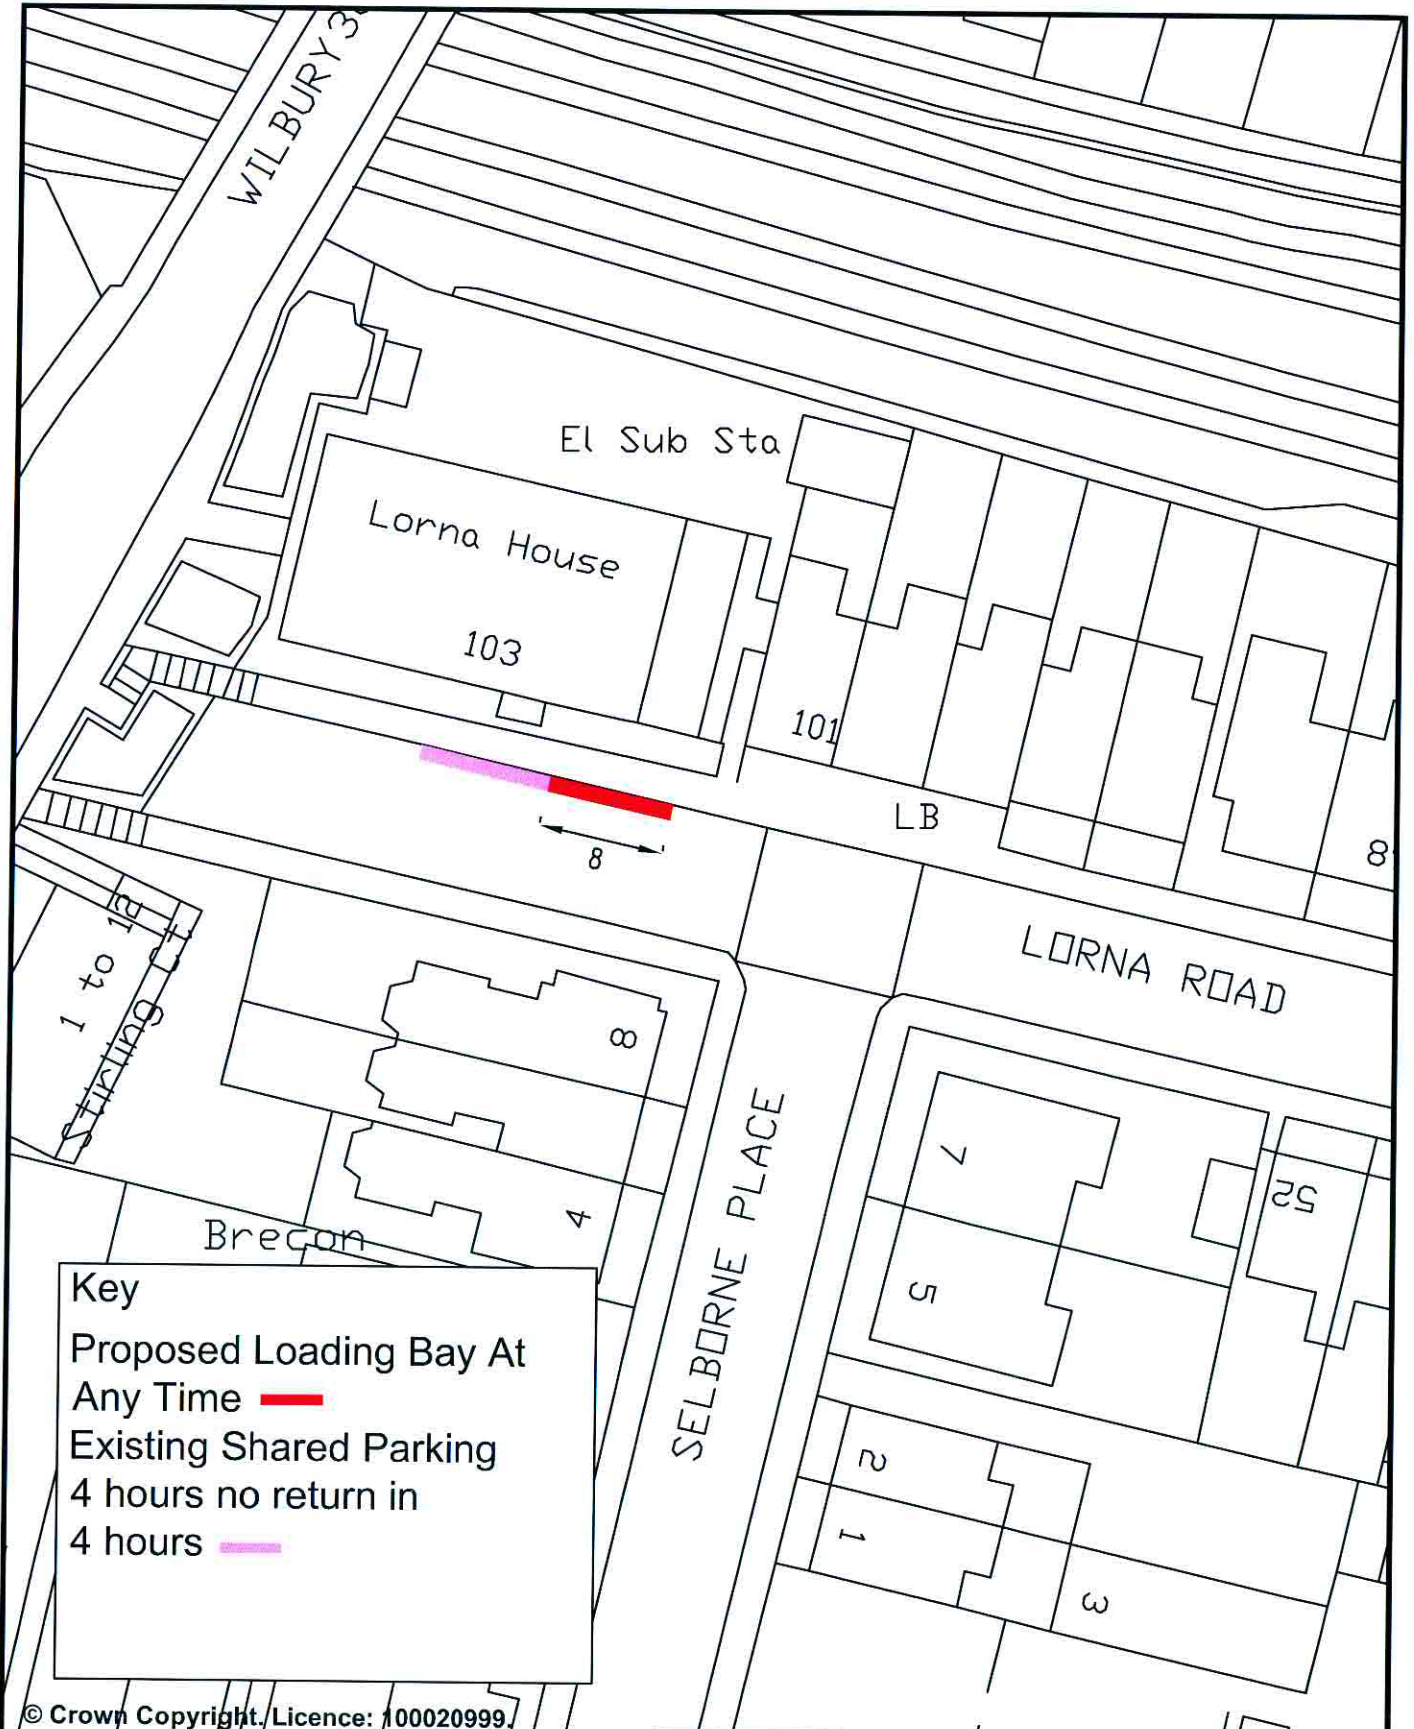 WILBURY
El Sub Sta
Lorna House
103
101
LB
8
LORNA ROAD
1 to 12
Stirling Ct
8
SELBORNE PLACE
7
52
4
5
Brecon
2
1
3
Key
Proposed Loading Bay At
Any Time
Existing Shared Parking
4 hours no return in
4 hours
© Crown Copyright. Licence: 100020999.